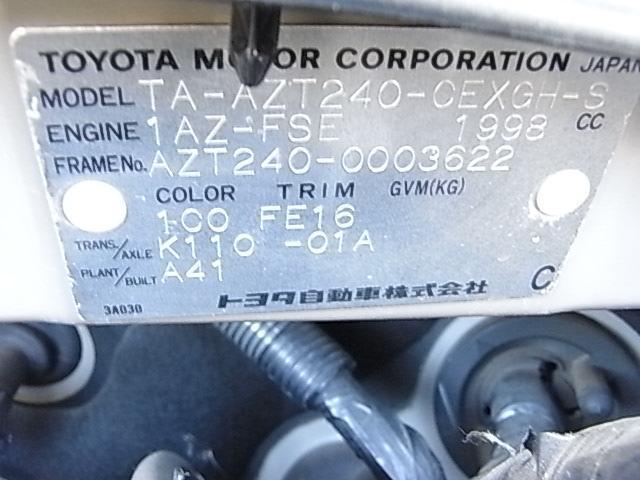 TOYOTA MOTOR CORPORATION JAPAN
MODEL TA-AZT240-CEXGH-S
ENGINE 1AZ-FSE 1998 CC
FRAME No. AZT240-0003622
COLOR TRIM GVM(KG)
1C0 FE16
TRANS/AXLE K110 -01A
PLANT/BUILT A41
3A030 トヨタ自動車株式会社 C